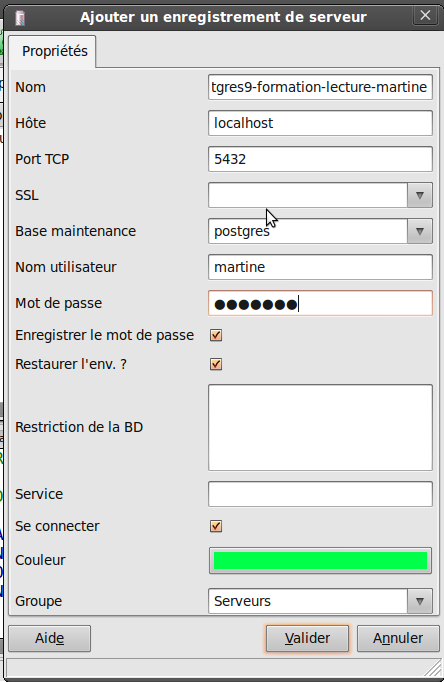 Ajouter un enregistrement de serveur
Propriétés
Nom tgres9-formation-lecture-martine
Hôte localhost
Port TCP 5432
SSL
Base maintenance postgres
Nom utilisateur martine
Mot de passe ●●●●●●●
Enregistrer le mot de passe
Restaurer l'env. ?
Restriction de la BD
Service
Se connecter
Couleur
Groupe Serveurs
Aide Valider Annuler